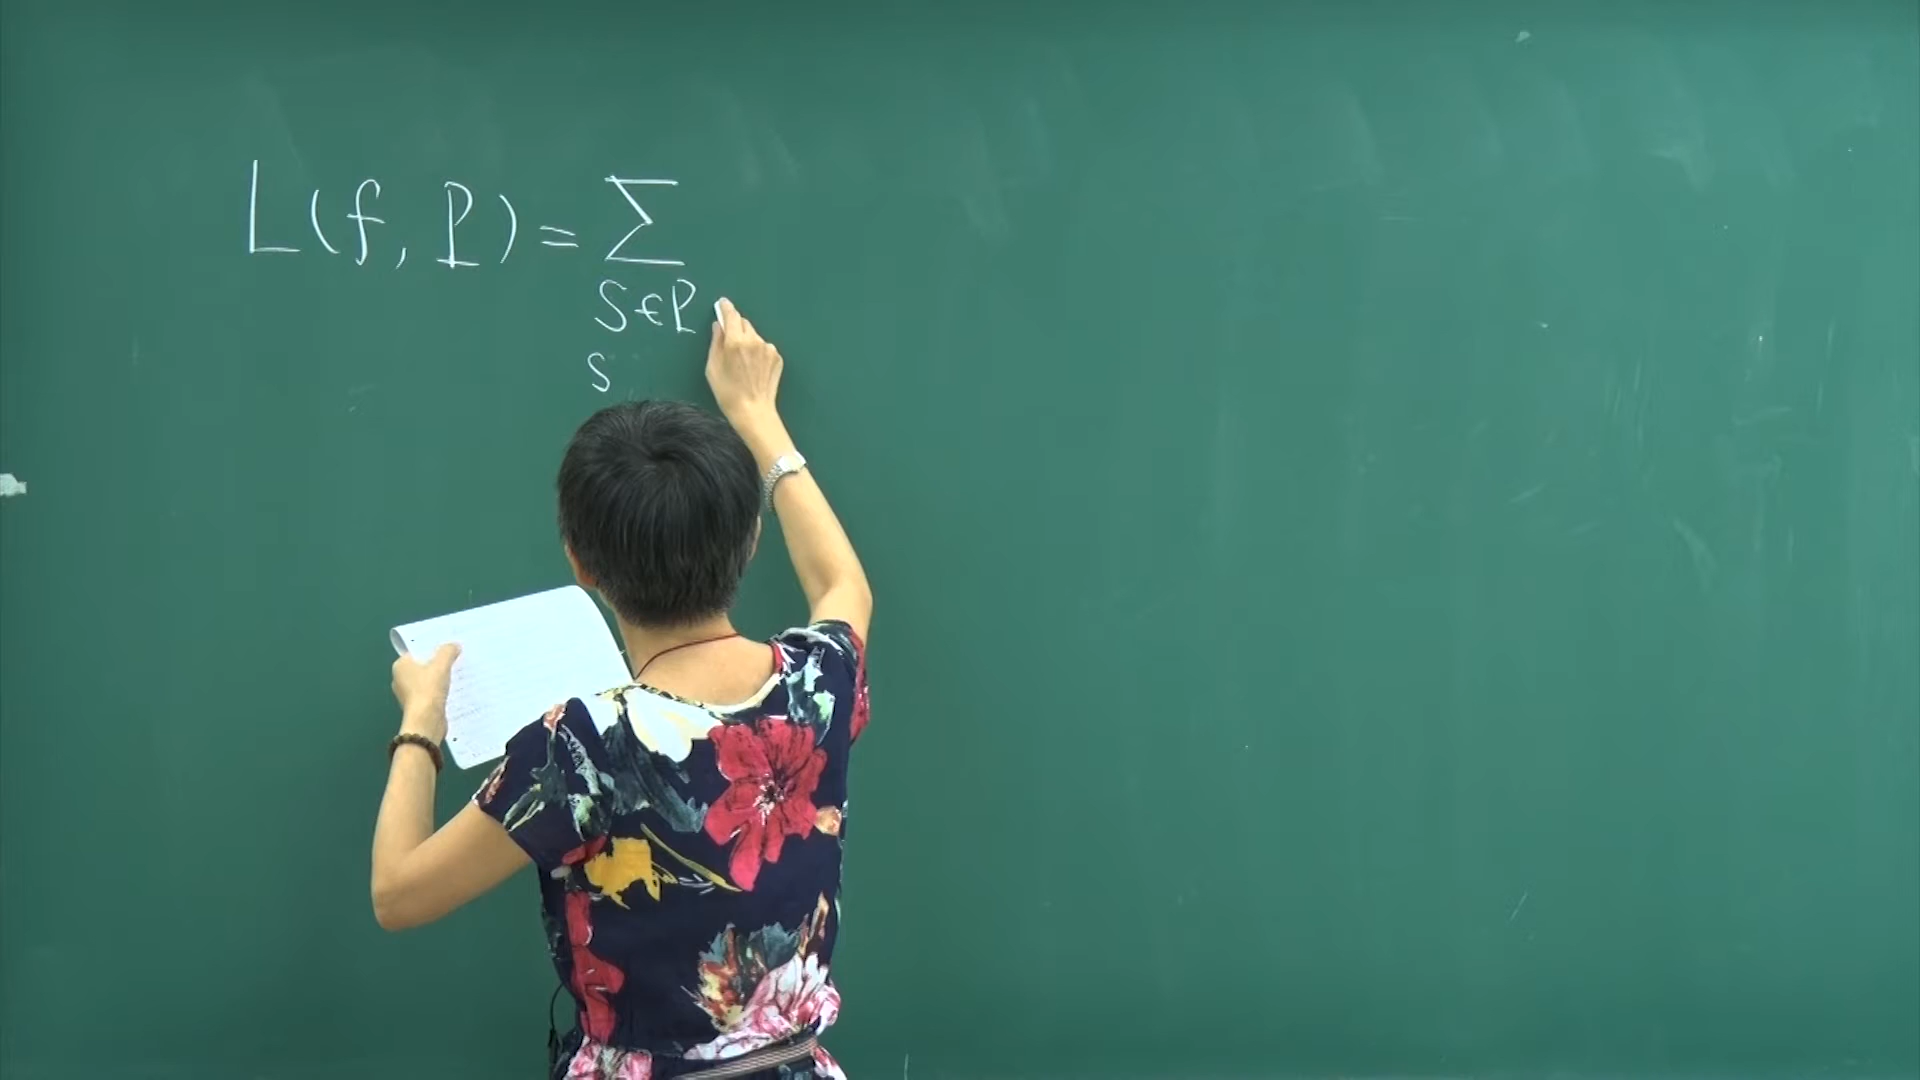 L(f, P) = ∑
S∈P
S